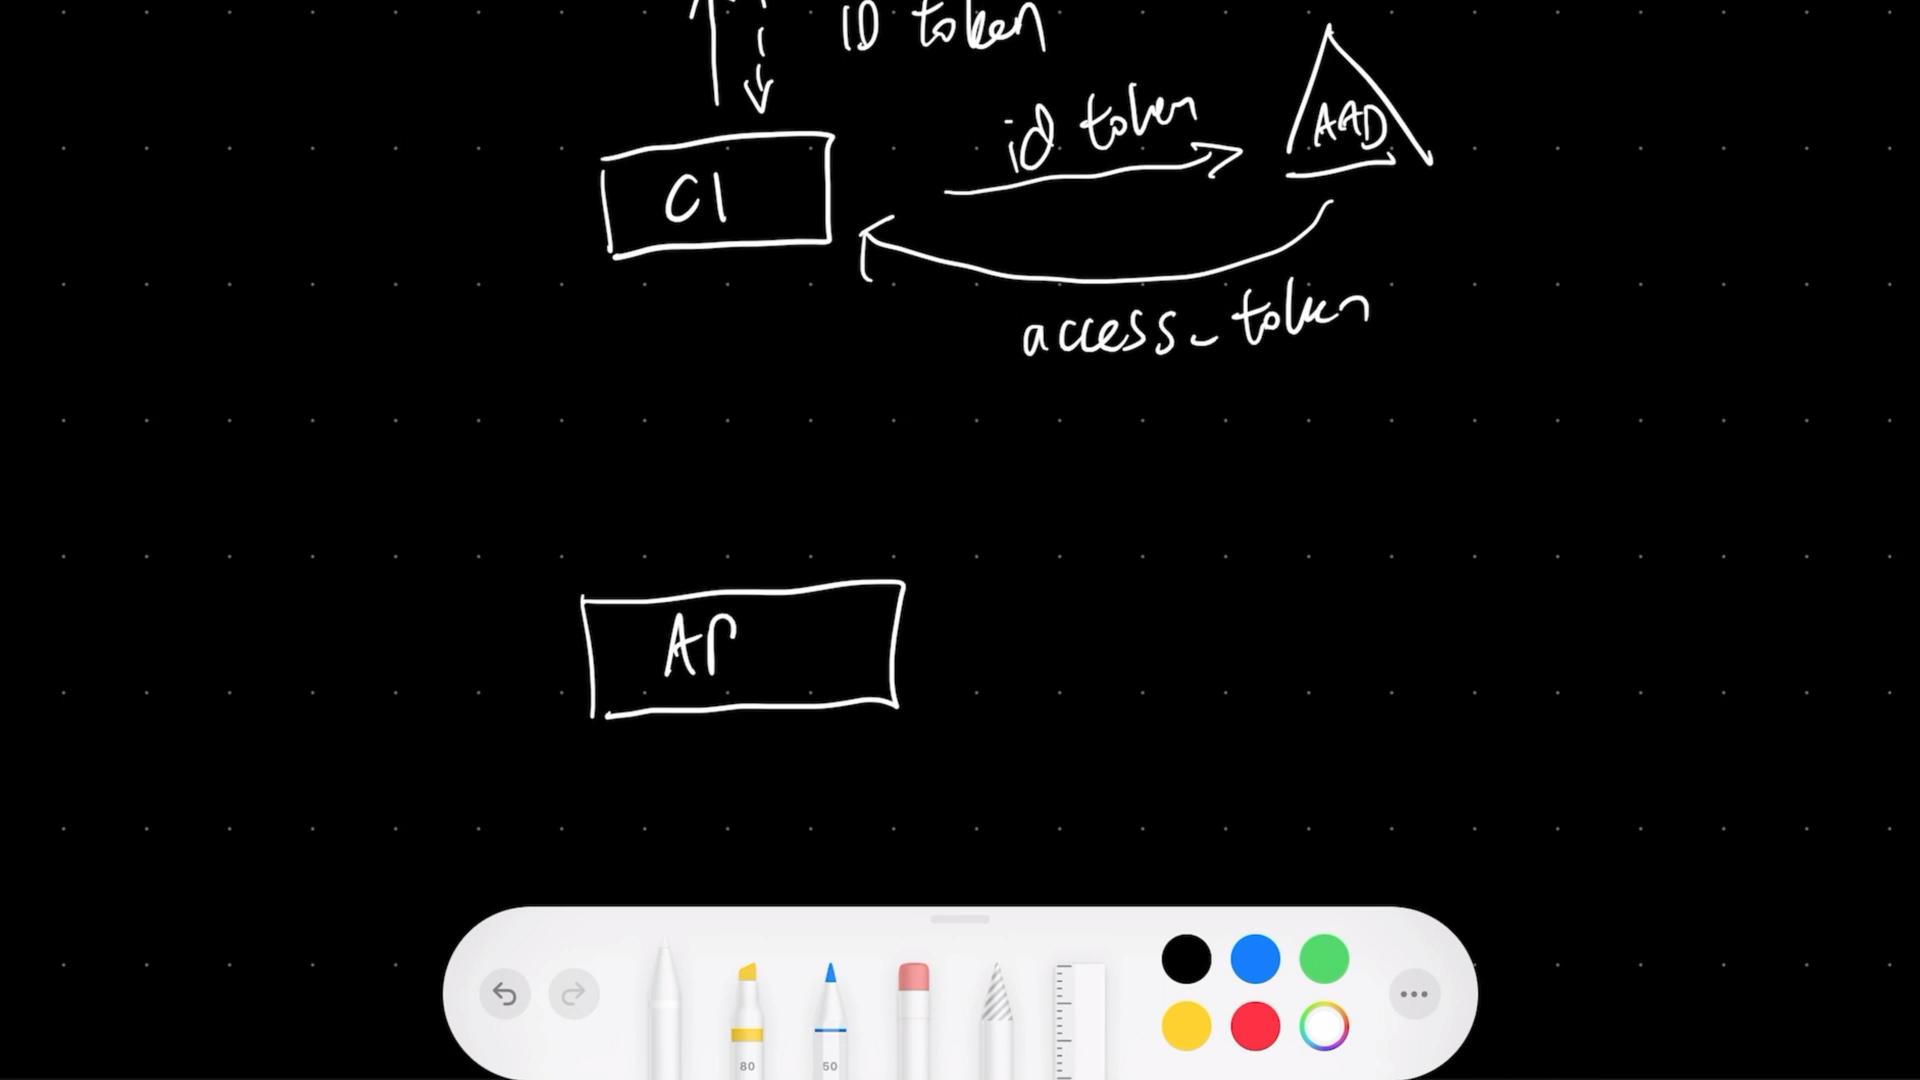 ID token
id token
AAD
CI
access_token
AP
80
50